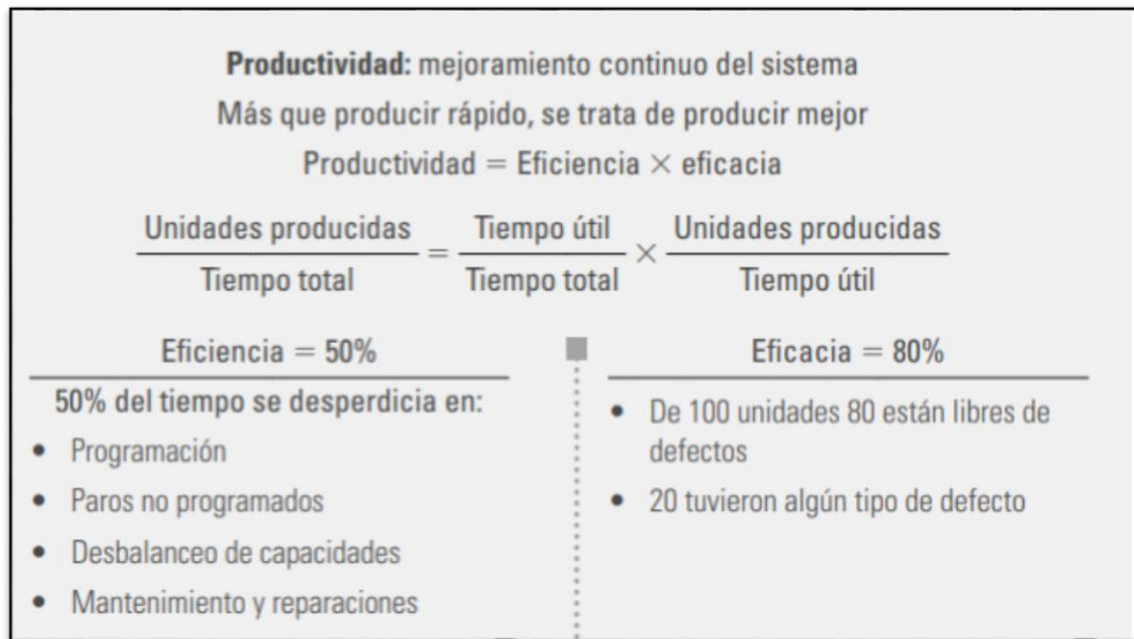 Productividad: mejoramiento continuo del sistema
Más que producir rápido, se trata de producir mejor
Productividad = Eficiencia × eficacia
Unidades producidas / Tiempo total = Tiempo útil / Tiempo total × Unidades producidas / Tiempo útil
Eficiencia = 50%
50% del tiempo se desperdicia en:
• Programación
• Paros no programados
• Desbalanceo de capacidades
• Mantenimiento y reparaciones
Eficacia = 80%
• De 100 unidades 80 están libres de
defectos
• 20 tuvieron algún tipo de defecto